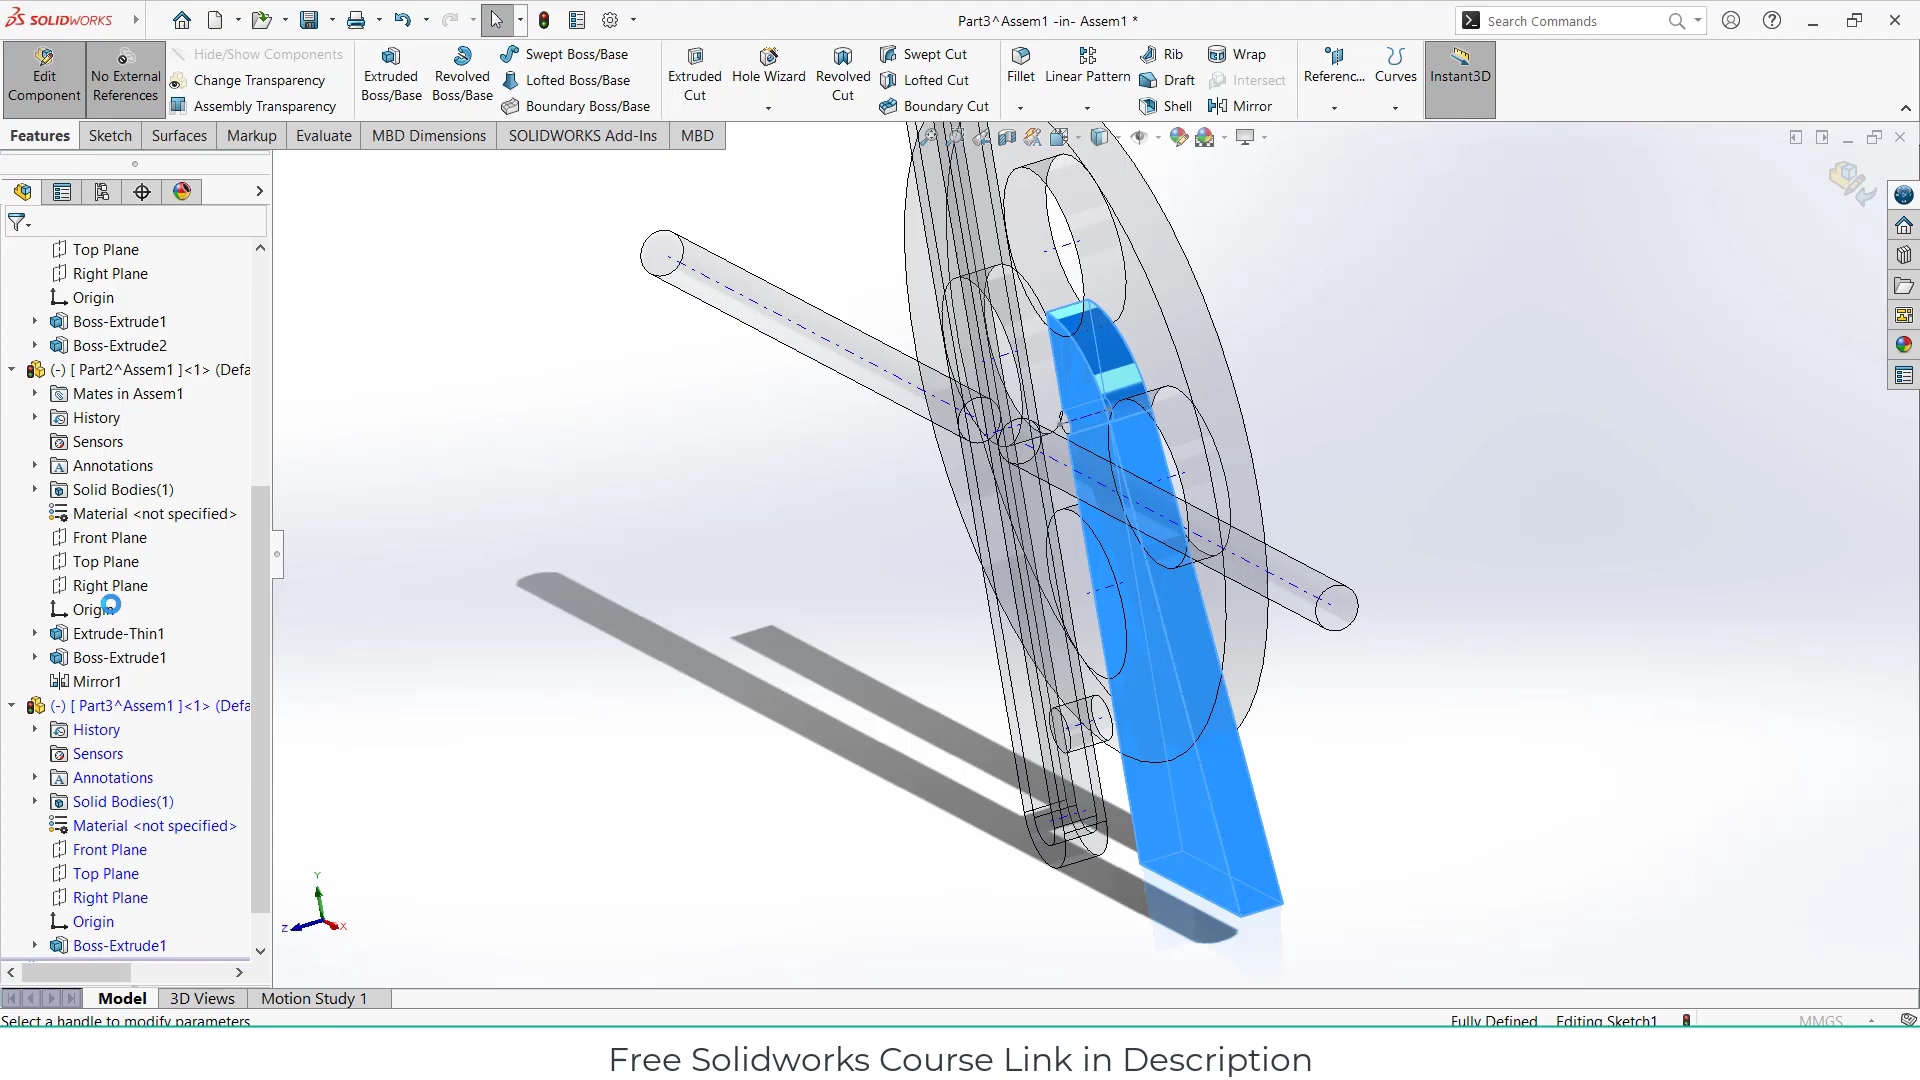 SOLIDWORKS
Part3^Assem1 -in- Assem1 *
Search Commands
Edit Component
No External References
Hide/Show Components
Change Transparency
Assembly Transparency
Extruded Boss/Base
Revolved Boss/Base
Swept Boss/Base
Lofted Boss/Base
Boundary Boss/Base
Extruded Cut
Hole Wizard
Revolved Cut
Swept Cut
Lofted Cut
Boundary Cut
Fillet
Linear Pattern
Rib
Draft
Shell
Wrap
Intersect
Mirror
Referenc...
Curves
Instant3D
Features
Sketch
Surfaces
Markup
Evaluate
MBD Dimensions
SOLIDWORKS Add-Ins
MBD
Top Plane
Right Plane
Origin
Boss-Extrude1
Boss-Extrude2
(-) [ Part2^Assem1 ]<1> (Defa
Mates in Assem1
History
Sensors
Annotations
Solid Bodies(1)
Material <not specified>
Front Plane
Top Plane
Right Plane
Origin
Extrude-Thin1
Boss-Extrude1
Mirror1
(-) [ Part3^Assem1 ]<1> (Defa
History
Sensors
Annotations
Solid Bodies(1)
Material <not specified>
Front Plane
Top Plane
Right Plane
Origin
Boss-Extrude1
Y
Z
X
Model
3D Views
Motion Study 1
Select a handle to modify parameters
Fully Defined
Editing Sketch1
MMGS
Free Solidworks Course Link in Description